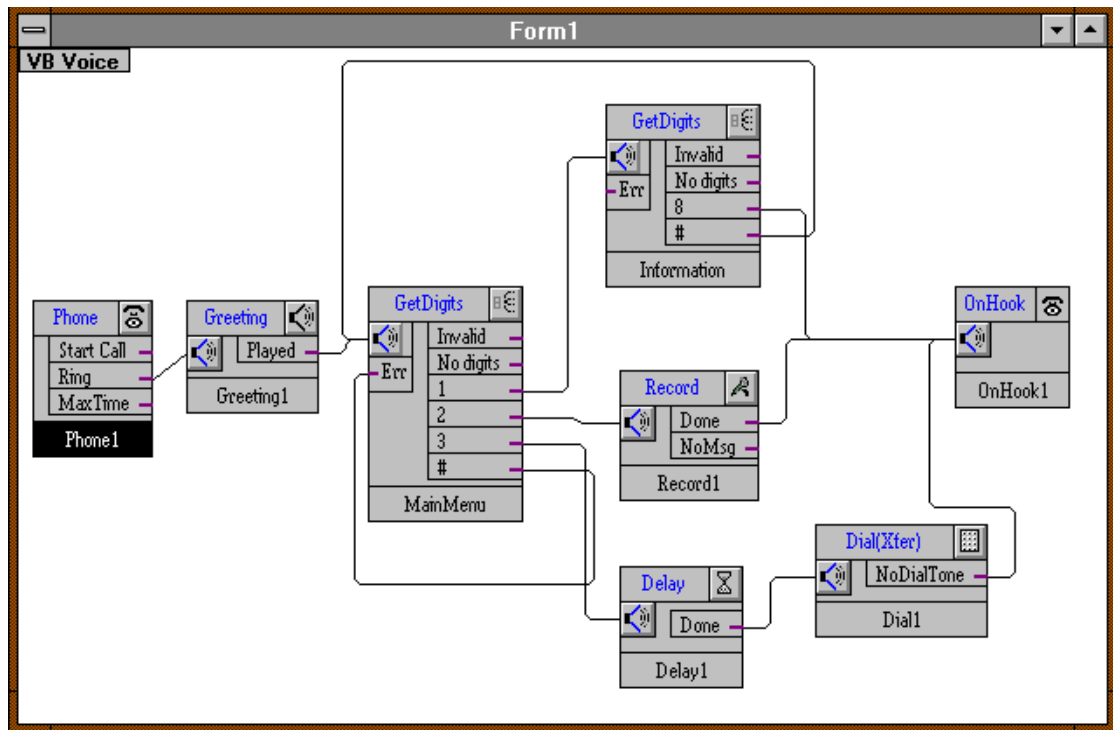 Form1
VB Voice
Phone
Start Call
Ring
MaxTime
Phone1
Greeting
Played
Greeting1
GetDigits
Invalid
No digits
Err
1
2
3
#
MainMenu
GetDigits
Invalid
No digits
Err
8
#
Information
Record
Done
NoMsg
Record1
Delay
Done
Delay1
Dial(Xfer)
NoDialTone
Dial1
OnHook
OnHook1